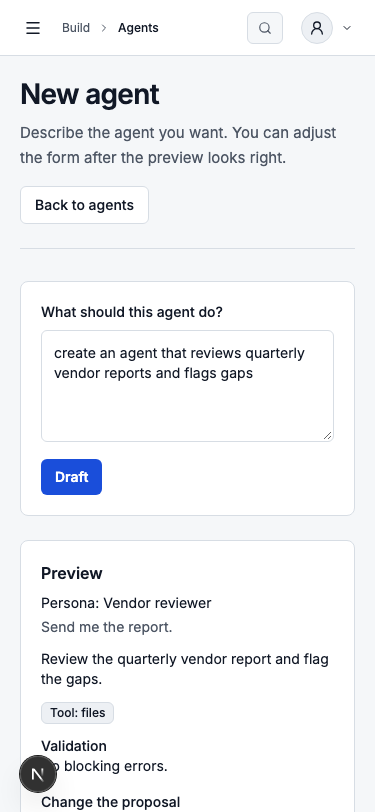 Build > Agents
New agent
Describe the agent you want. You can adjust
the form after the preview looks right.
Back to agents
What should this agent do?
create an agent that reviews quarterly
vendor reports and flags gaps
Draft
Preview
Persona: Vendor reviewer
Send me the report.
Review the quarterly vendor report and flag
the gaps.
Tool: files
Validation
N
blocking errors.
Change the proposal